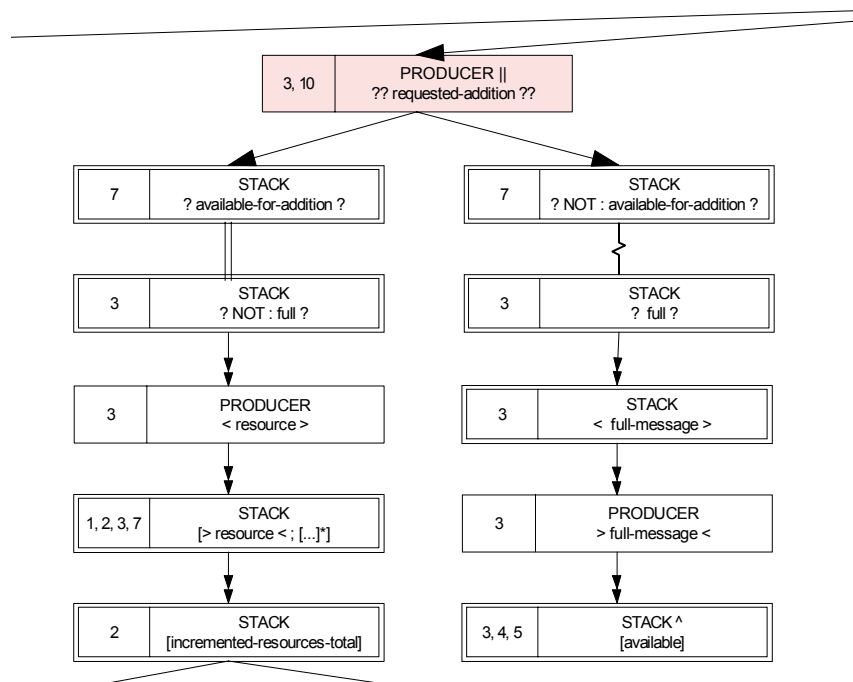 3, 10
PRODUCER ||
?? requested-addition ??
7
STACK
? available-for-addition ?
7
STACK
? NOT : available-for-addition ?
3
STACK
? NOT : full ?
3
STACK
? full ?
3
PRODUCER
< resource >
3
STACK
< full-message >
1, 2, 3, 7
STACK
[> resource < ; [...]*]
3
PRODUCER
> full-message <
2
STACK
[incremented-resources-total]
3, 4, 5
STACK ^
[available]